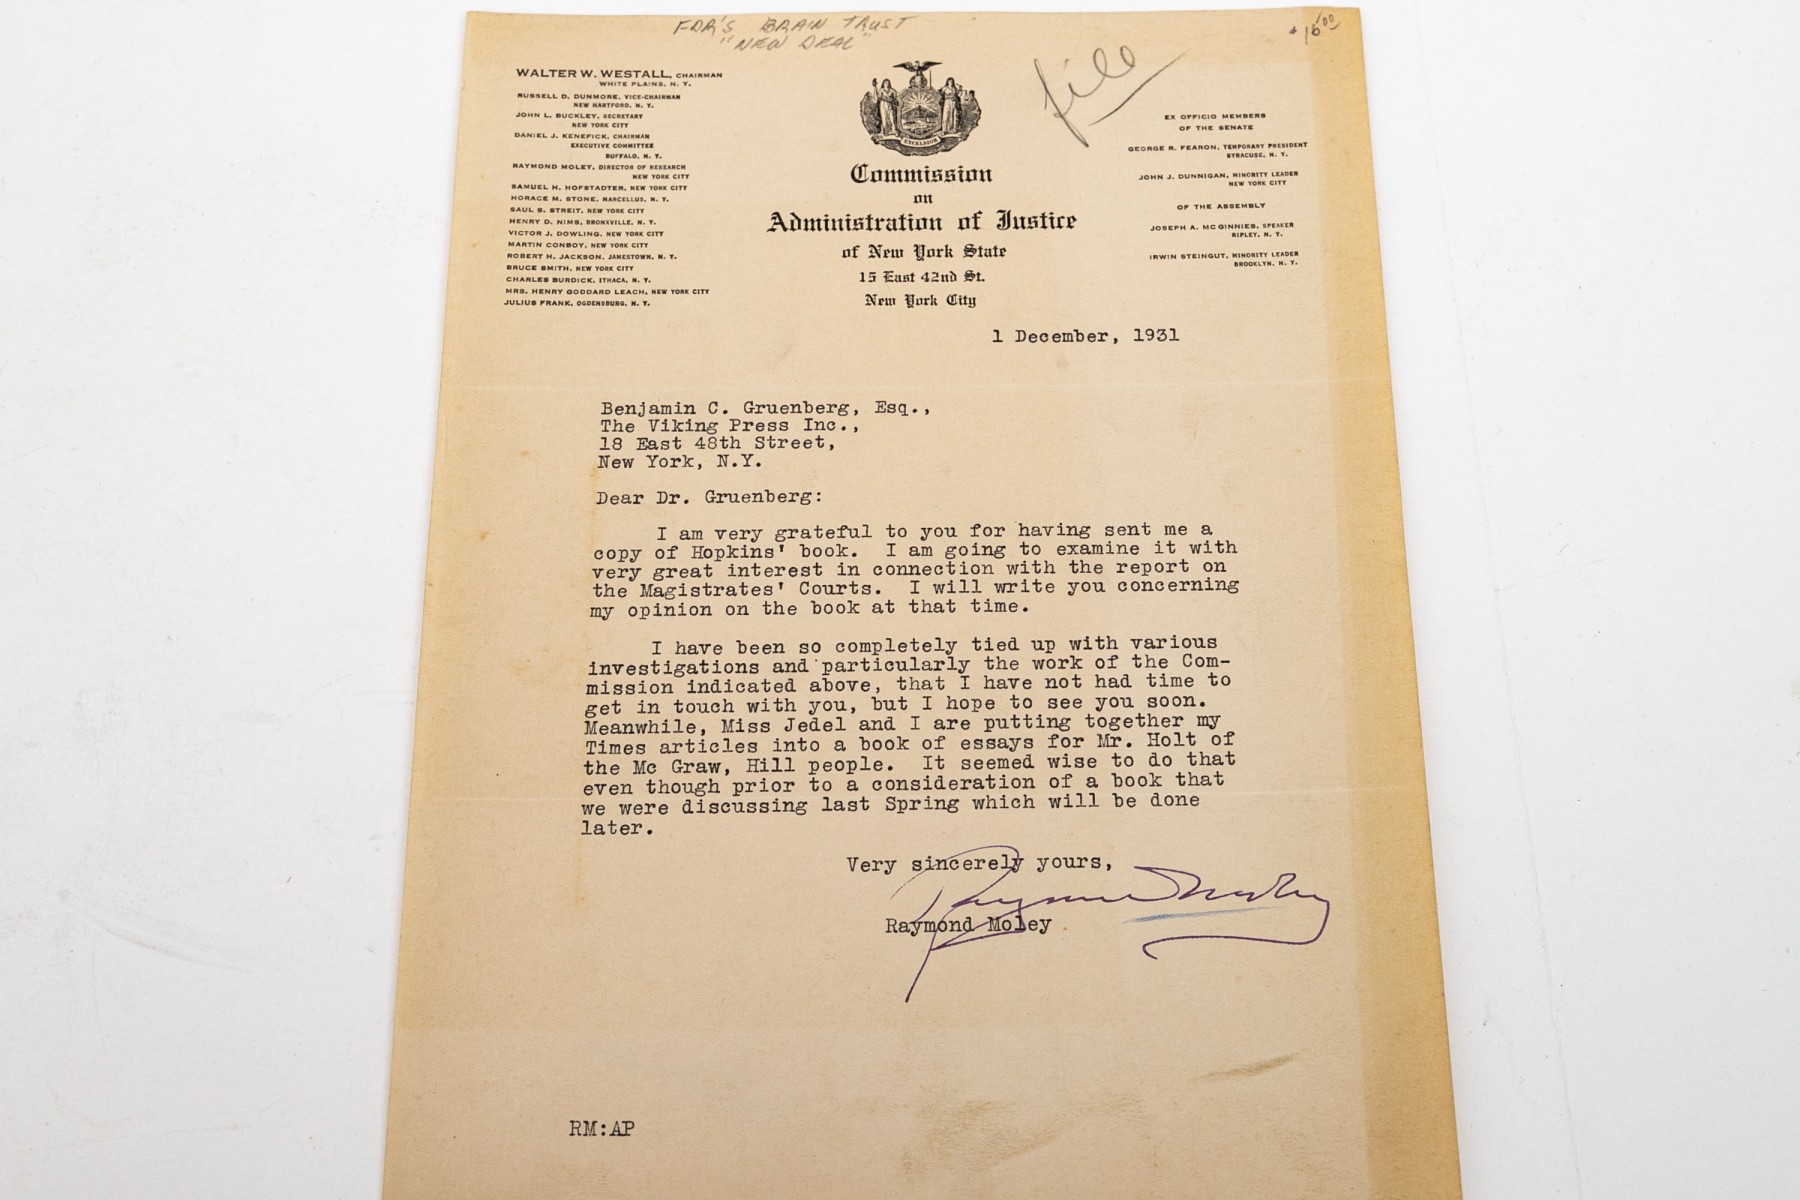 FDR'S BRAIN TRUST
"NEW DEAL"
$16.00
file
WALTER W. WESTALL, CHAIRMAN
WHITE PLAINS, N. Y.
RUSSELL D. DUNMORE, VICE-CHAIRMAN
NEW HARTFORD, N. Y.
JOHN L. BUCKLEY, SECRETARY
NEW YORK CITY
DANIEL J. KENEFICK, CHAIRMAN
EXECUTIVE COMMITTEE
BUFFALO, N. Y.
RAYMOND MOLEY, DIRECTOR OF RESEARCH
NEW YORK CITY
SAMUEL H. HOFSTADTER, NEW YORK CITY
HORACE M. STONE, MARCELLUS, N. Y.
SAUL S. STREIT, NEW YORK CITY
HENRY D. NIMS, BRONXVILLE, N. Y.
VICTOR J. DOWLING, NEW YORK CITY
MARTIN CONBOY, NEW YORK CITY
ROBERT H. JACKSON, JAMESTOWN, N. Y.
BRUCE SMITH, NEW YORK CITY
CHARLES BURDICK, ITHACA, N. Y.
MRS. HENRY GODDARD LEACH, NEW YORK CITY
JULIUS FRANK, OGDENSBURG, N. Y.
EXCELSIOR
Commission
on
Administration of Justice
of New York State
15 East 42nd St.
New York City
EX OFFICIO MEMBERS
OF THE SENATE
GEORGE R. FEARON, TEMPORARY PRESIDENT
SYRACUSE, N. Y.
JOHN J. DUNNIGAN, MINORITY LEADER
NEW YORK CITY
OF THE ASSEMBLY
JOSEPH A. MCGINNIES, SPEAKER
RIPLEY, N. Y.
IRWIN STEINGUT, MINORITY LEADER
BROOKLYN, N. Y.
1 December, 1931
Benjamin C. Gruenberg, Esq.,
The Viking Press Inc.,
18 East 48th Street,
New York, N.Y.
Dear Dr. Gruenberg:
I am very grateful to you for having sent me a
copy of Hopkins' book. I am going to examine it with
very great interest in connection with the report on
the Magistrates' Courts. I will write you concerning
my opinion on the book at that time.
I have been so completely tied up with various
investigations and particularly the work of the Com-
mission indicated above, that I have not had time to
get in touch with you, but I hope to see you soon.
Meanwhile, Miss Jedel and I are putting together my
Times articles into a book of essays for Mr. Holt of
the Mc Graw, Hill people. It seemed wise to do that
even though prior to a consideration of a book that
we were discussing last Spring which will be done
later.
Very sincerely yours,
Raymond Moley
Raymond Moley
RM:AP